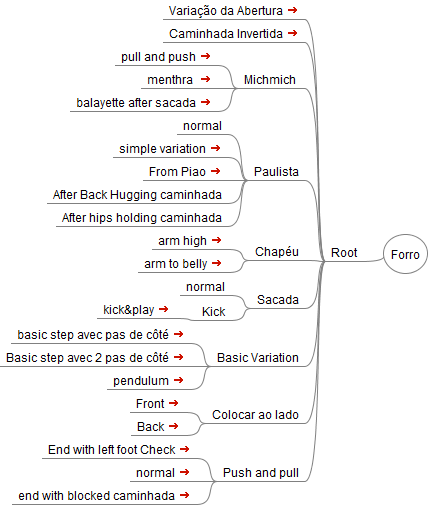 Variação da Abertura
Caminhada Invertida
pull and push
menthra
Michmich
balayette after sacada
normal
simple variation
From Piao
Paulista
After Back Hugging caminhada
After hips holding caminhada
arm high
Chapéu
arm to belly
Root
Forro
normal
Sacada
kick&play
Kick
basic step avec pas de côté
Basic step avec 2 pas de côté
Basic Variation
pendulum
Front
Colocar ao lado
Back
End with left foot Check
normal
Push and pull
end with blocked caminhada